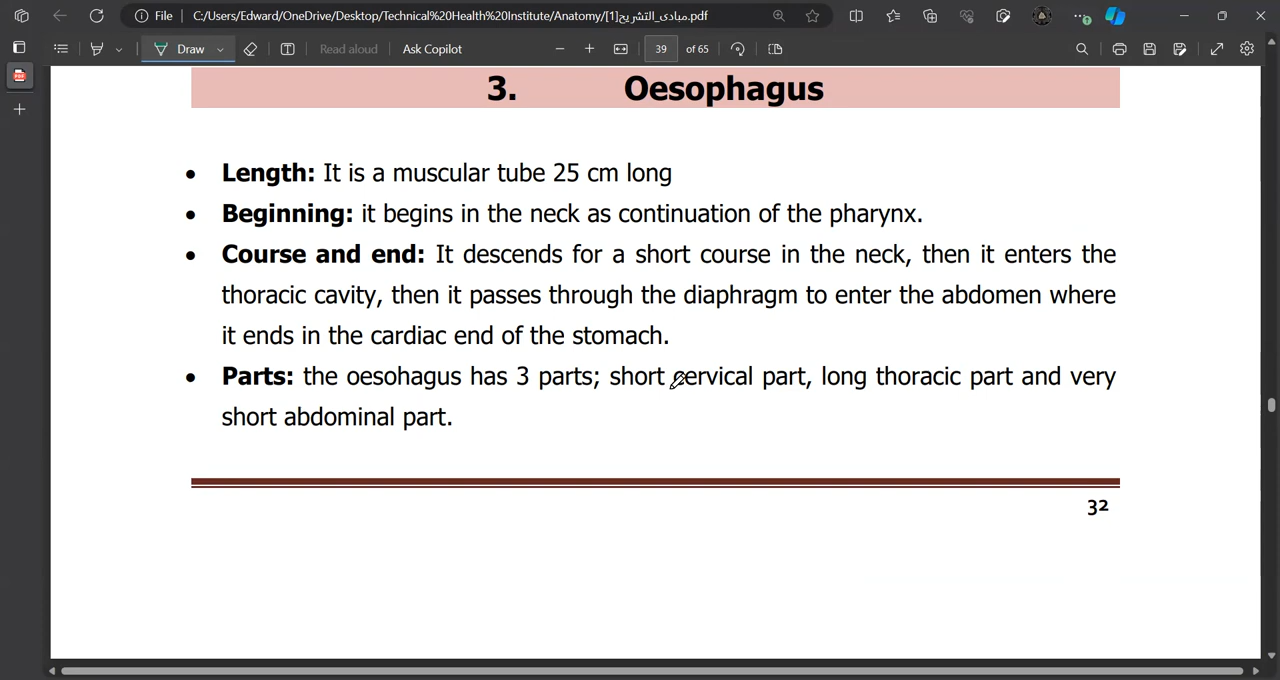 File C:/Users/Edward/OneDrive/Desktop/Technical%20Health%20Institute/Anatomy/[1]مبادى_التشريح.pdf
Draw Read aloud Ask Copilot 39 of 65
3. Oesophagus
• Length: It is a muscular tube 25 cm long
• Beginning: it begins in the neck as continuation of the pharynx.
• Course and end: It descends for a short course in the neck, then it enters the
thoracic cavity, then it passes through the diaphragm to enter the abdomen where
it ends in the cardiac end of the stomach.
• Parts: the oesohagus has 3 parts; short cervical part, long thoracic part and very
short abdominal part.
32